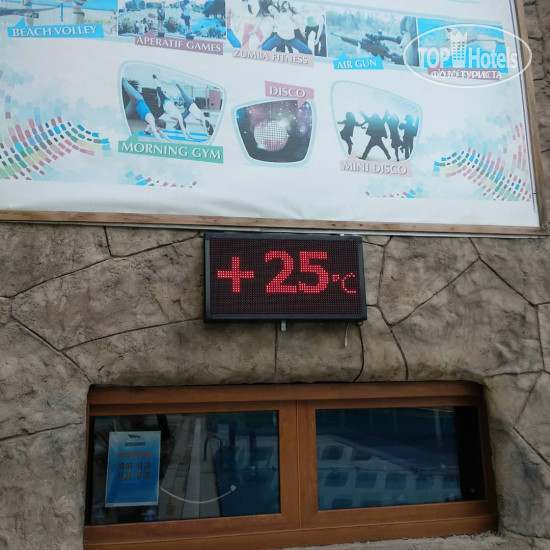 BEACH VOLLEY
APERATIF GAMES
ZUMBA FITNESS
AIR GUN
TOP Hotels
ФОТО ТУРИСТА
MORNING GYM
DISCO
MINI DISCO
+25°C